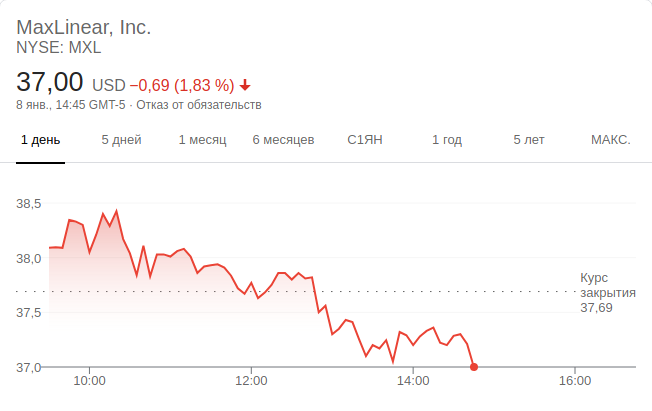 MaxLinear, Inc.
NYSE: MXL
37,00 USD −0,69 (1,83 %)
8 янв., 14:45 GMT-5 · Отказ от обязательств
1 день 5 дней 1 месяц 6 месяцев С1ЯН 1 год 5 лет МАКС.
38,5
38,0
Курс
закрытия
37,69
37,5
37,0
10:00 12:00 14:00 16:00